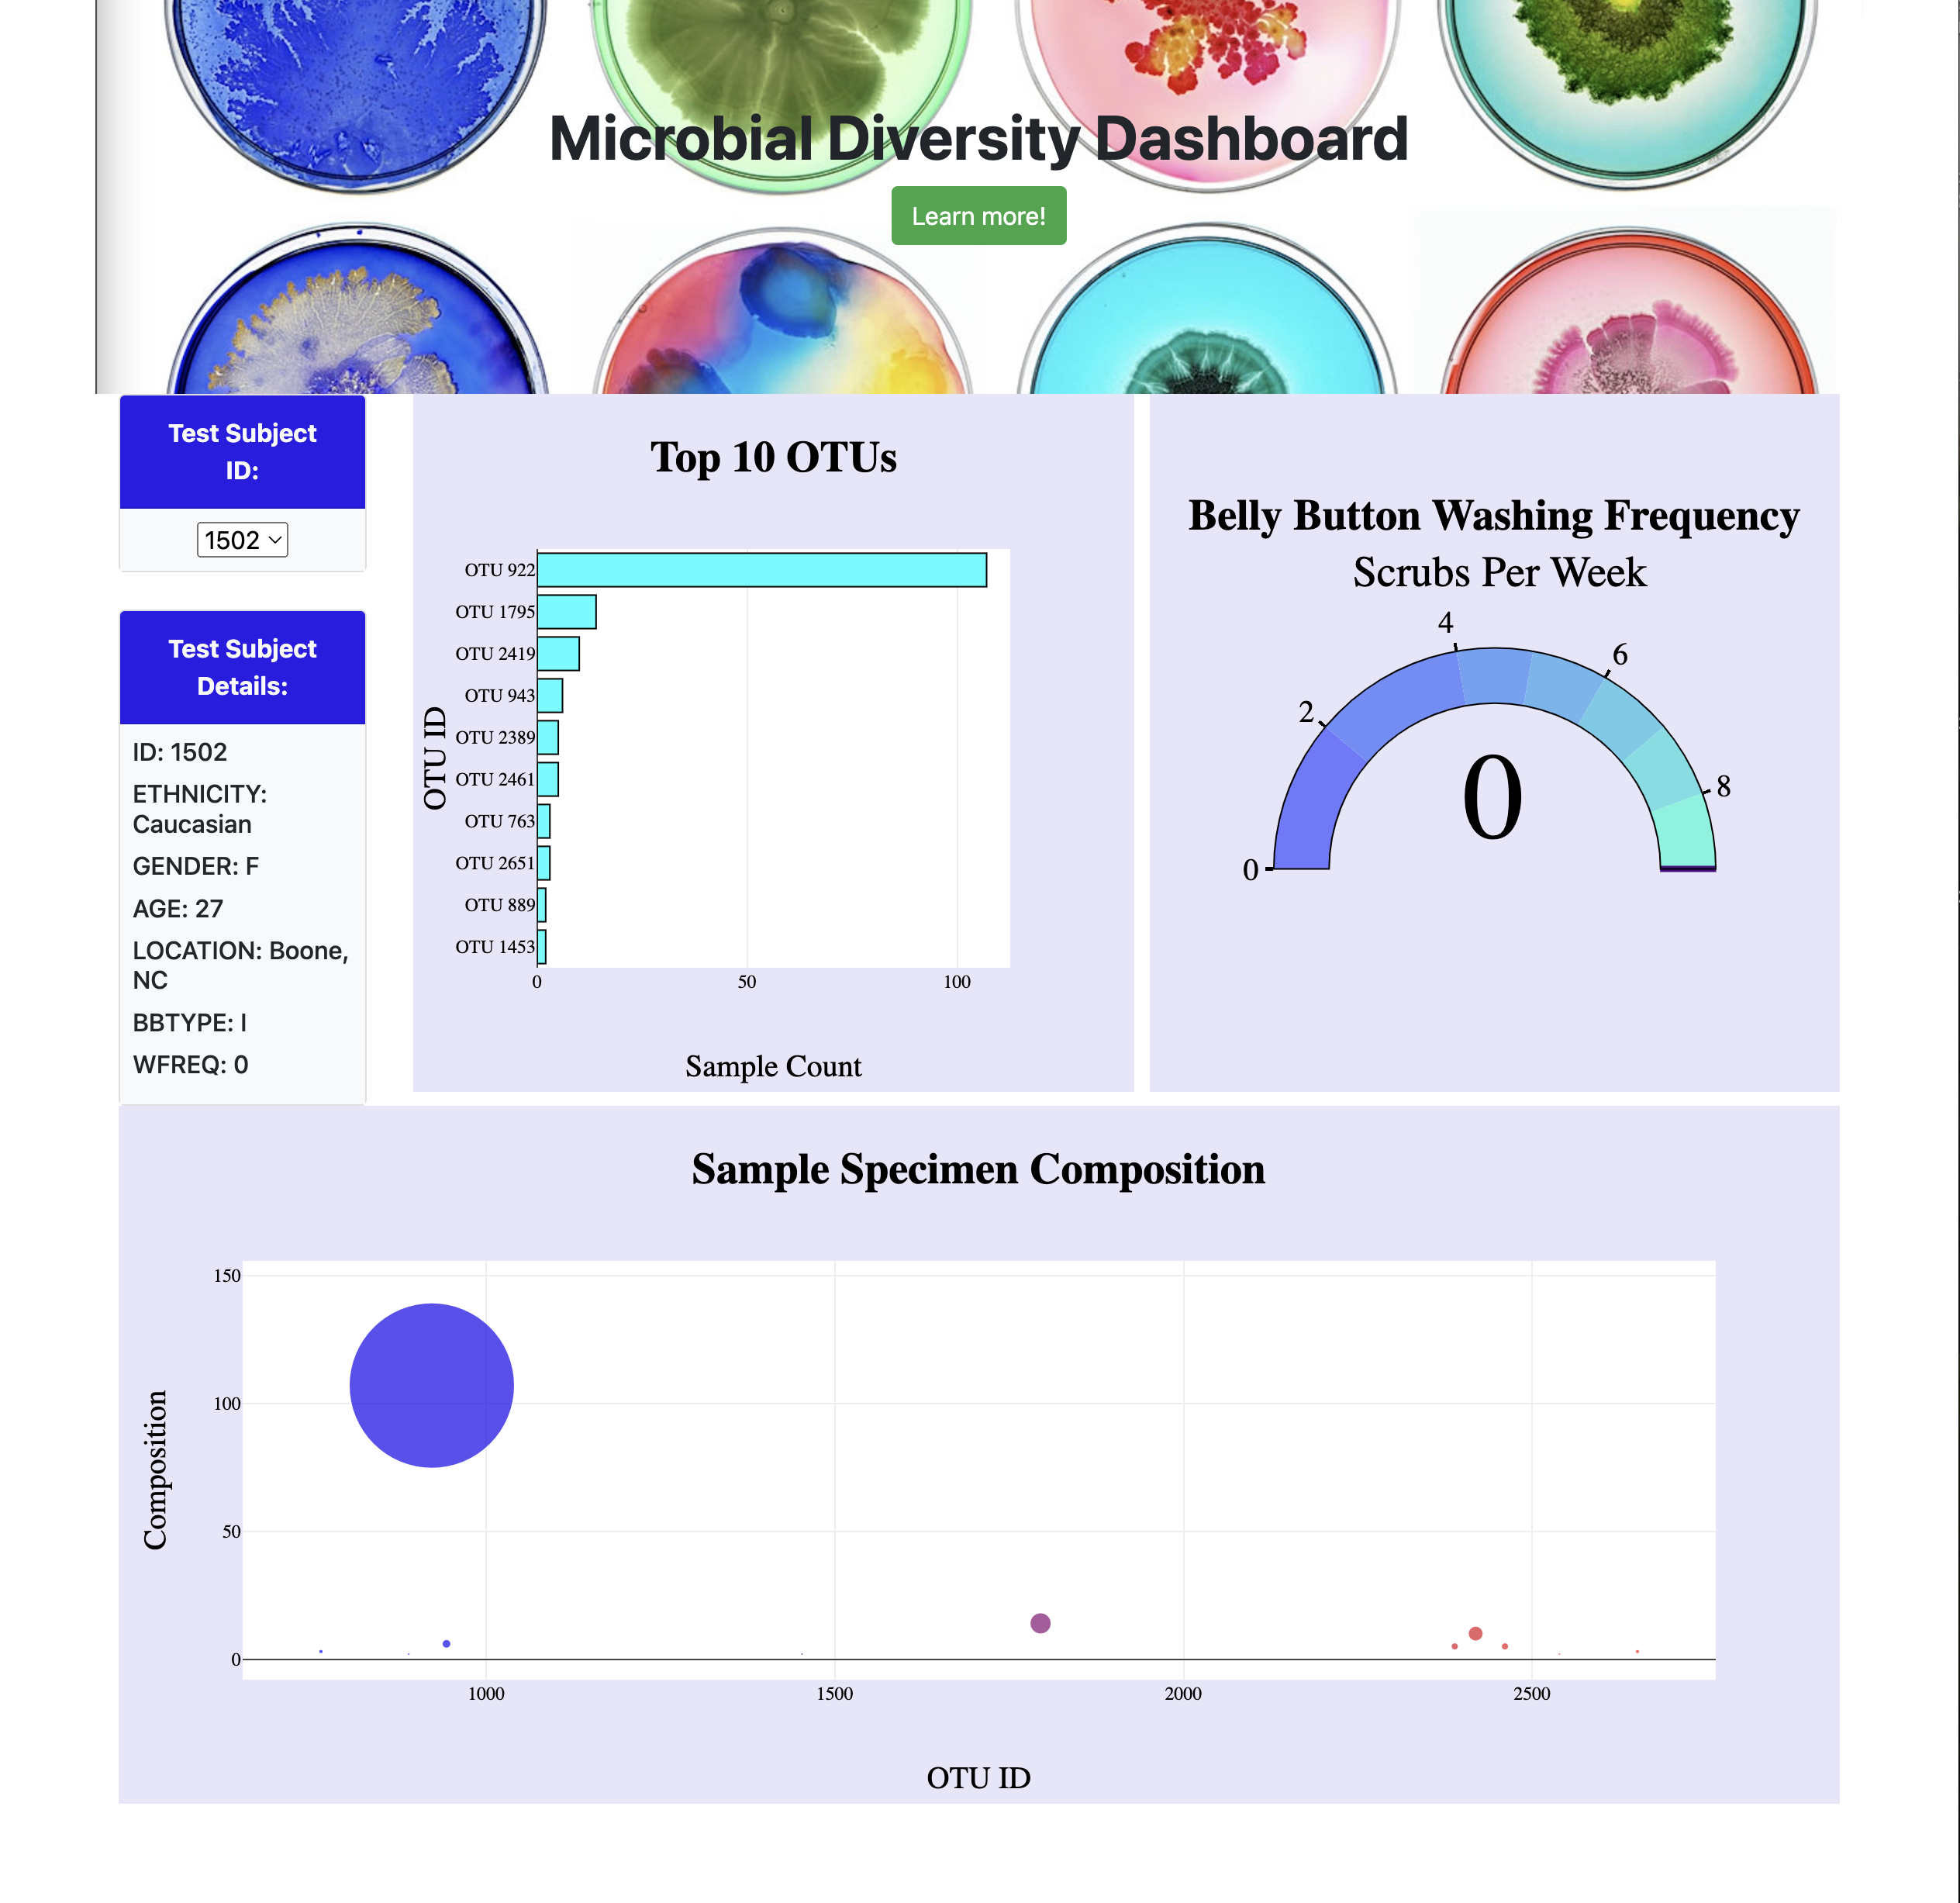 Microbial Diversity Dashboard
Learn more!
Test Subject
ID:
1502
Test Subject
Details:
ID: 1502
ETHNICITY:
Caucasian
GENDER: F
AGE: 27
LOCATION: Boone,
NC
BBTYPE: I
WFREQ: 0
Top 10 OTUs
OTU ID
OTU 922
OTU 1795
OTU 2419
OTU 943
OTU 2389
OTU 2461
OTU 763
OTU 2651
OTU 889
OTU 1453
0 50 100
Sample Count
Belly Button Washing Frequency
Scrubs Per Week
0
2
4
6
8
0
Sample Specimen Composition
Composition
150
100
50
0
1000 1500 2000 2500
OTU ID